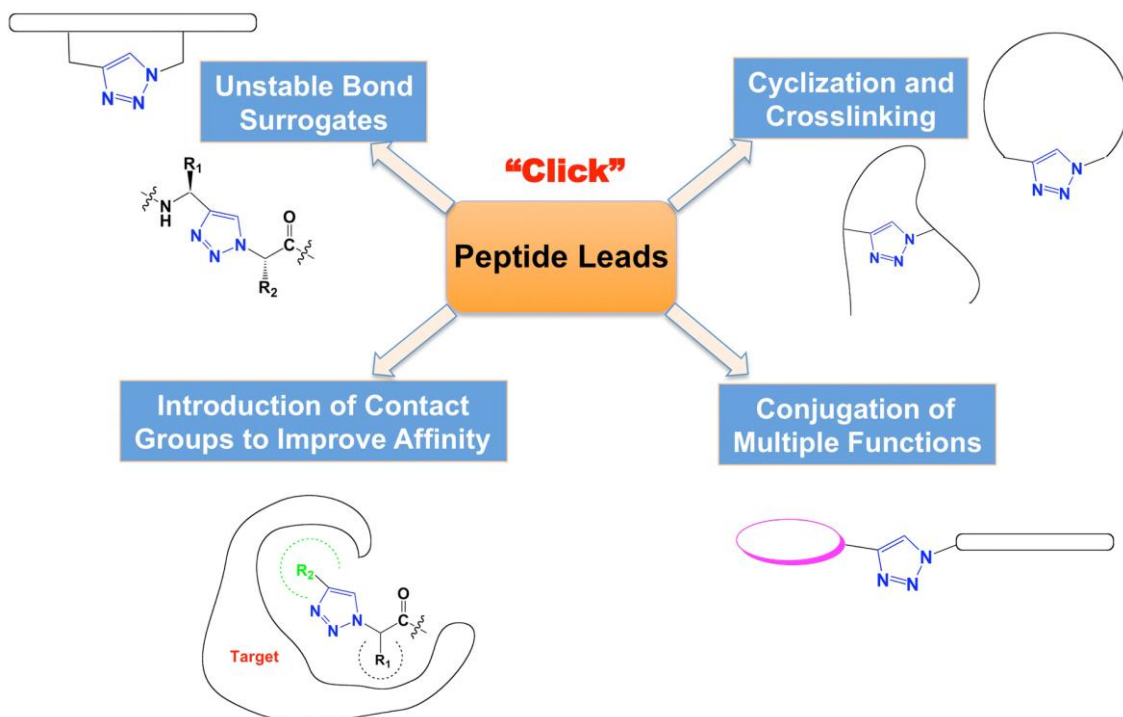 Unstable Bond
Surrogates
Cyclization and
Crosslinking
“Click”
Peptide Leads
Introduction of Contact
Groups to Improve Affinity
Conjugation of
Multiple Functions
N
N
N
R1
N
H
N
N
N
O
C
R2
N
N
N
N
N
N
R2
N
N
N
O
C
R1
Target
N
N
N